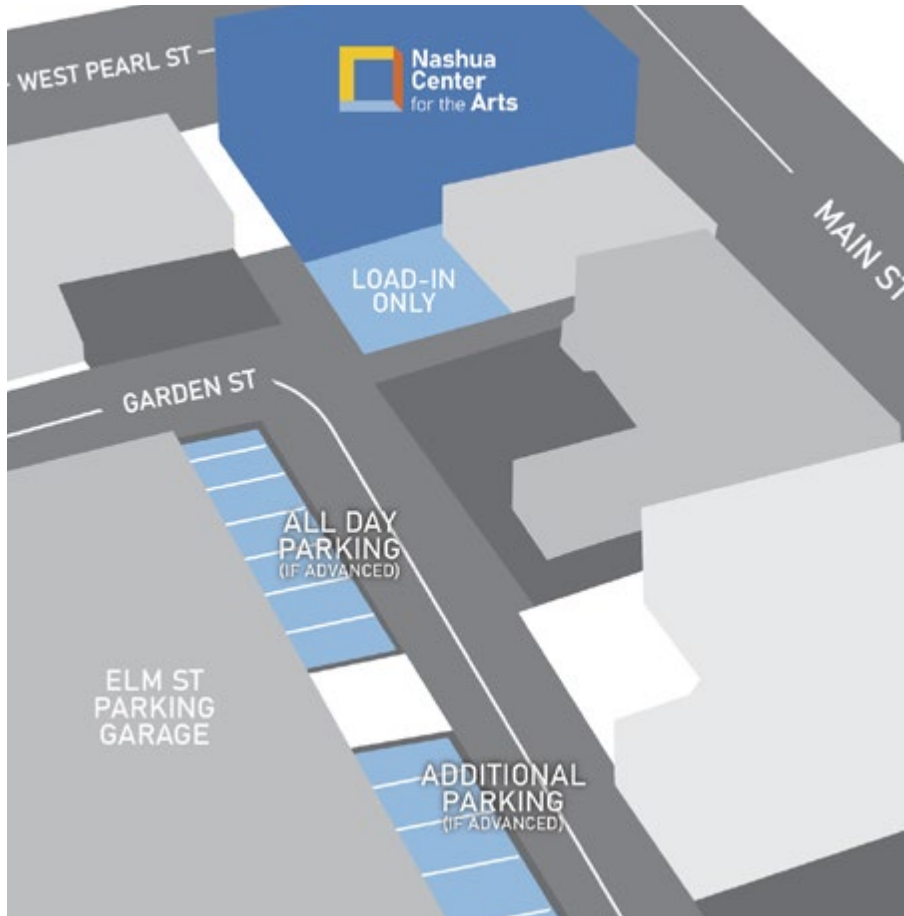 WEST PEARL ST
Nashua
Center
for the Arts
MAIN ST
LOAD-IN
ONLY
GARDEN ST
ALL DAY
PARKING
(IF ADVANCED)
ELM ST
PARKING
GARAGE
ADDITIONAL
PARKING
(IF ADVANCED)